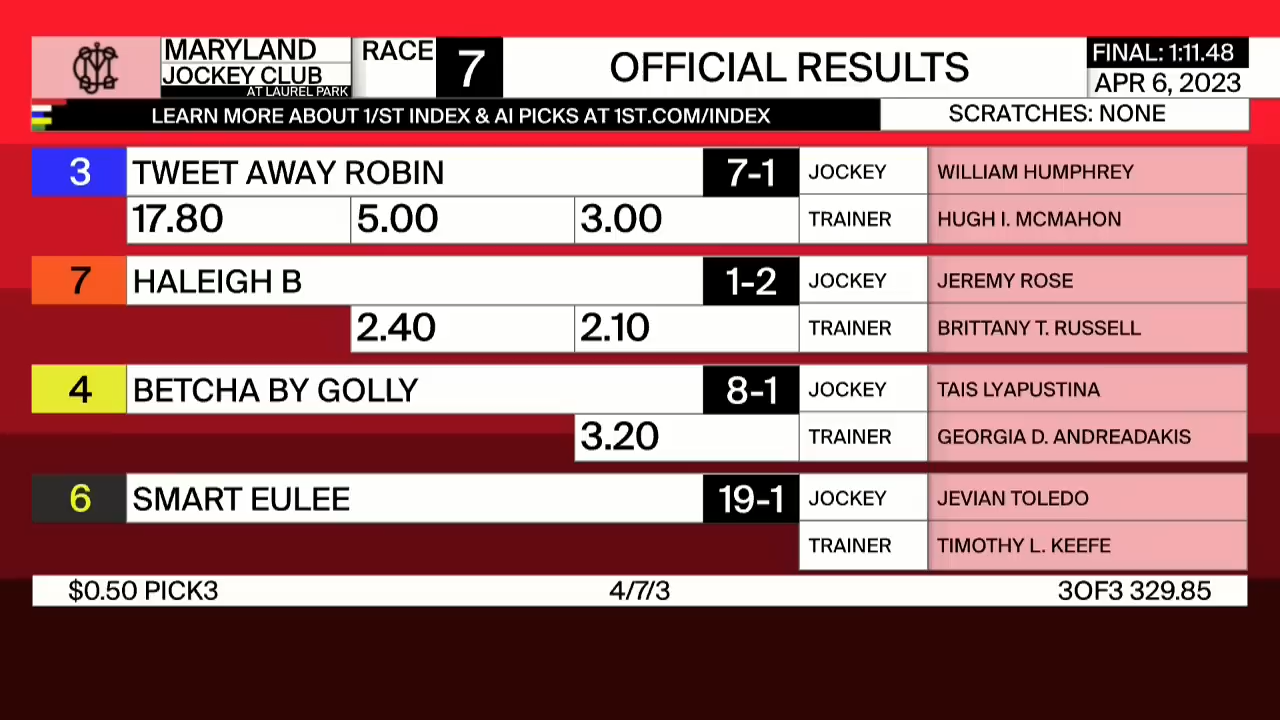 MARYLAND
JOCKEY CLUB
AT LAUREL PARK
RACE 7
OFFICIAL RESULTS
FINAL: 1:11.48
APR 6, 2023
LEARN MORE ABOUT 1/ST INDEX & AI PICKS AT 1ST.COM/INDEX
SCRATCHES: NONE
3 TWEET AWAY ROBIN 7-1 JOCKEY WILLIAM HUMPHREY
17.80 5.00 3.00 TRAINER HUGH I. MCMAHON
7 HALEIGH B 1-2 JOCKEY JEREMY ROSE
2.40 2.10 TRAINER BRITTANY T. RUSSELL
4 BETCHA BY GOLLY 8-1 JOCKEY TAIS LYAPUSTINA
3.20 TRAINER GEORGIA D. ANDREADAKIS
6 SMART EULEE 19-1 JOCKEY JEVIAN TOLEDO
TRAINER TIMOTHY L. KEEFE
$0.50 PICK3 4/7/3 3OF3 329.85